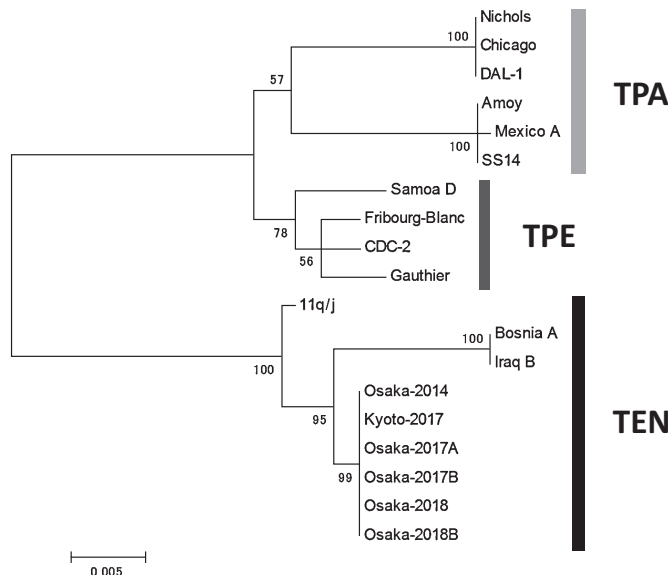 Nichols
100
Chicago
DAL-1
57
TPA
Amoy
Mexico A
100
SS14
Samoa D
Fribourg-Blanc
78
TPE
CDC-2
56
Gauthier
11q/j
Bosnia A
100
Iraq B
100
Osaka-2014
95
Kyoto-2017
TEN
Osaka-2017A
Osaka-2017B
99
Osaka-2018
Osaka-2018B
0.005